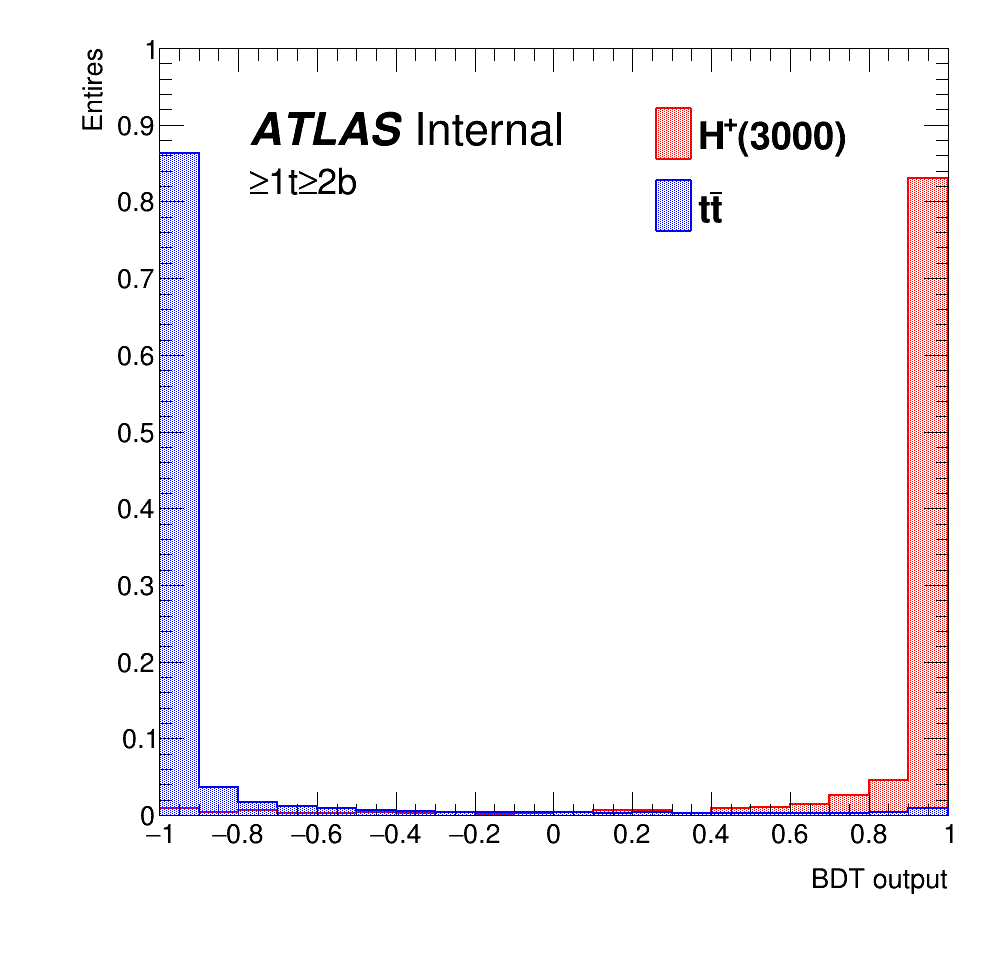 Entires
1
0.9
0.8
0.7
0.6
0.5
0.4
0.3
0.2
0.1
0
ATLAS Internal
≥1t≥2b
H⁺(3000)
tt̄
−1 −0.8 −0.6 −0.4 −0.2 0 0.2 0.4 0.6 0.8 1
BDT output